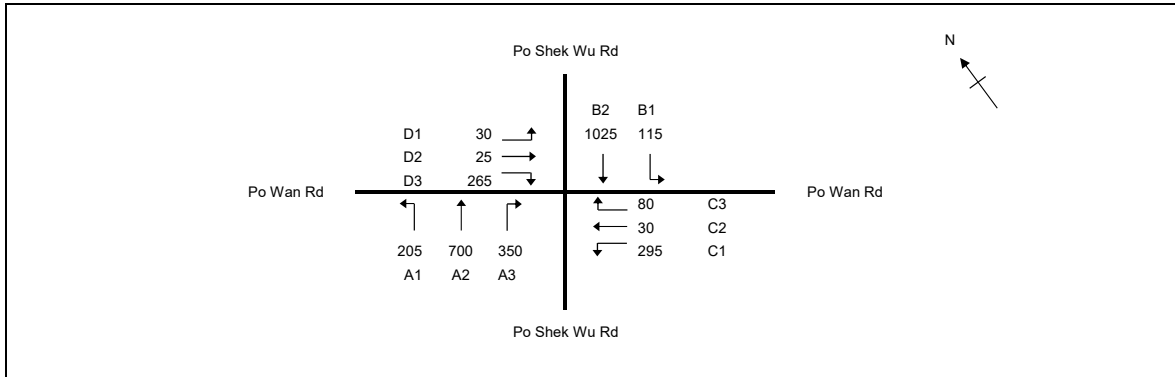 N
Po Shek Wu Rd
B2 B1
D1 30 1025 115
D2 25
D3 265
Po Wan Rd Po Wan Rd
80 C3
30 C2
205 700 350 295 C1
A1 A2 A3
Po Shek Wu Rd